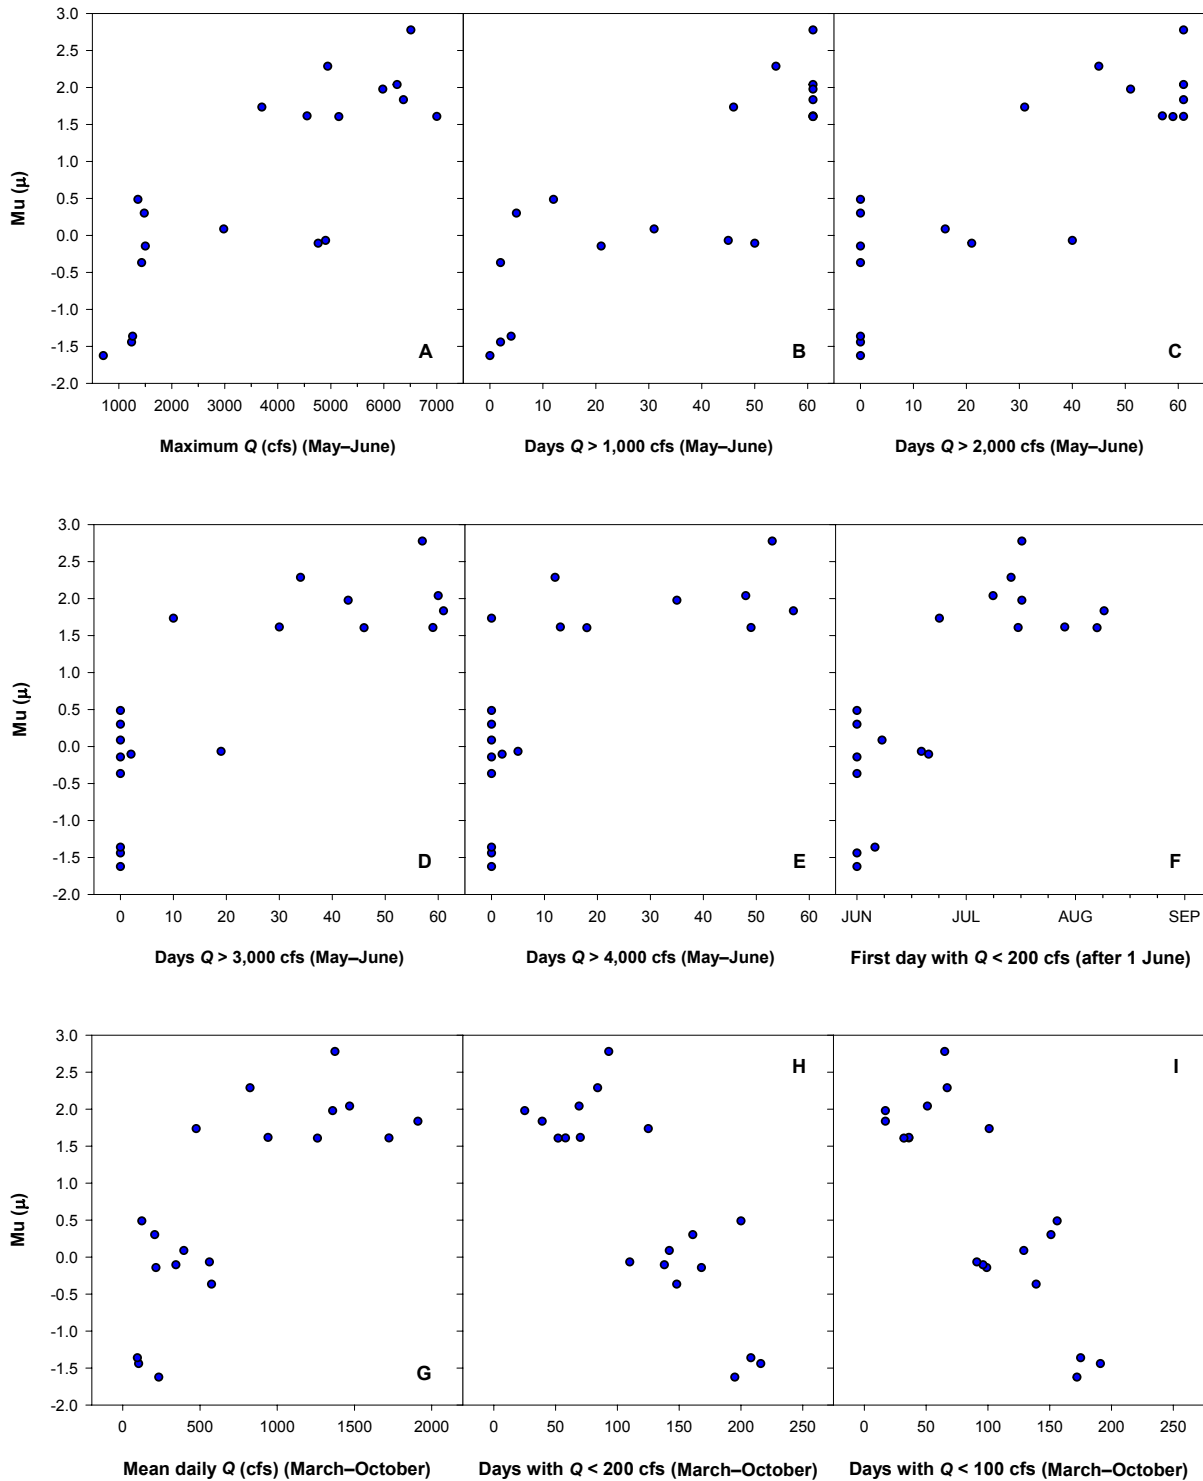 3.0
2.5
2.0
1.5
1.0
0.5
0.0
-0.5
-1.0
-1.5
-2.0
Mu (μ)
A
B
C
1000 2000 3000 4000 5000 6000 7000
0 10 20 30 40 50 60
0 10 20 30 40 50 60
Maximum Q (cfs) (May–June)
Days Q > 1,000 cfs (May–June)
Days Q > 2,000 cfs (May–June)
3.0
2.5
2.0
1.5
1.0
0.5
0.0
-0.5
-1.0
-1.5
-2.0
Mu (μ)
D
E
F
0 10 20 30 40 50 60
0 10 20 30 40 50 60
JUN JUL AUG SEP
Days Q > 3,000 cfs (May–June)
Days Q > 4,000 cfs (May–June)
First day with Q < 200 cfs (after 1 June)
3.0
2.5
2.0
1.5
1.0
0.5
0.0
-0.5
-1.0
-1.5
-2.0
Mu (μ)
G
H
I
0 500 1000 1500 2000
0 50 100 150 200 250
0 50 100 150 200 250
Mean daily Q (cfs) (March–October)
Days with Q < 200 cfs (March–October)
Days with Q < 100 cfs (March–October)